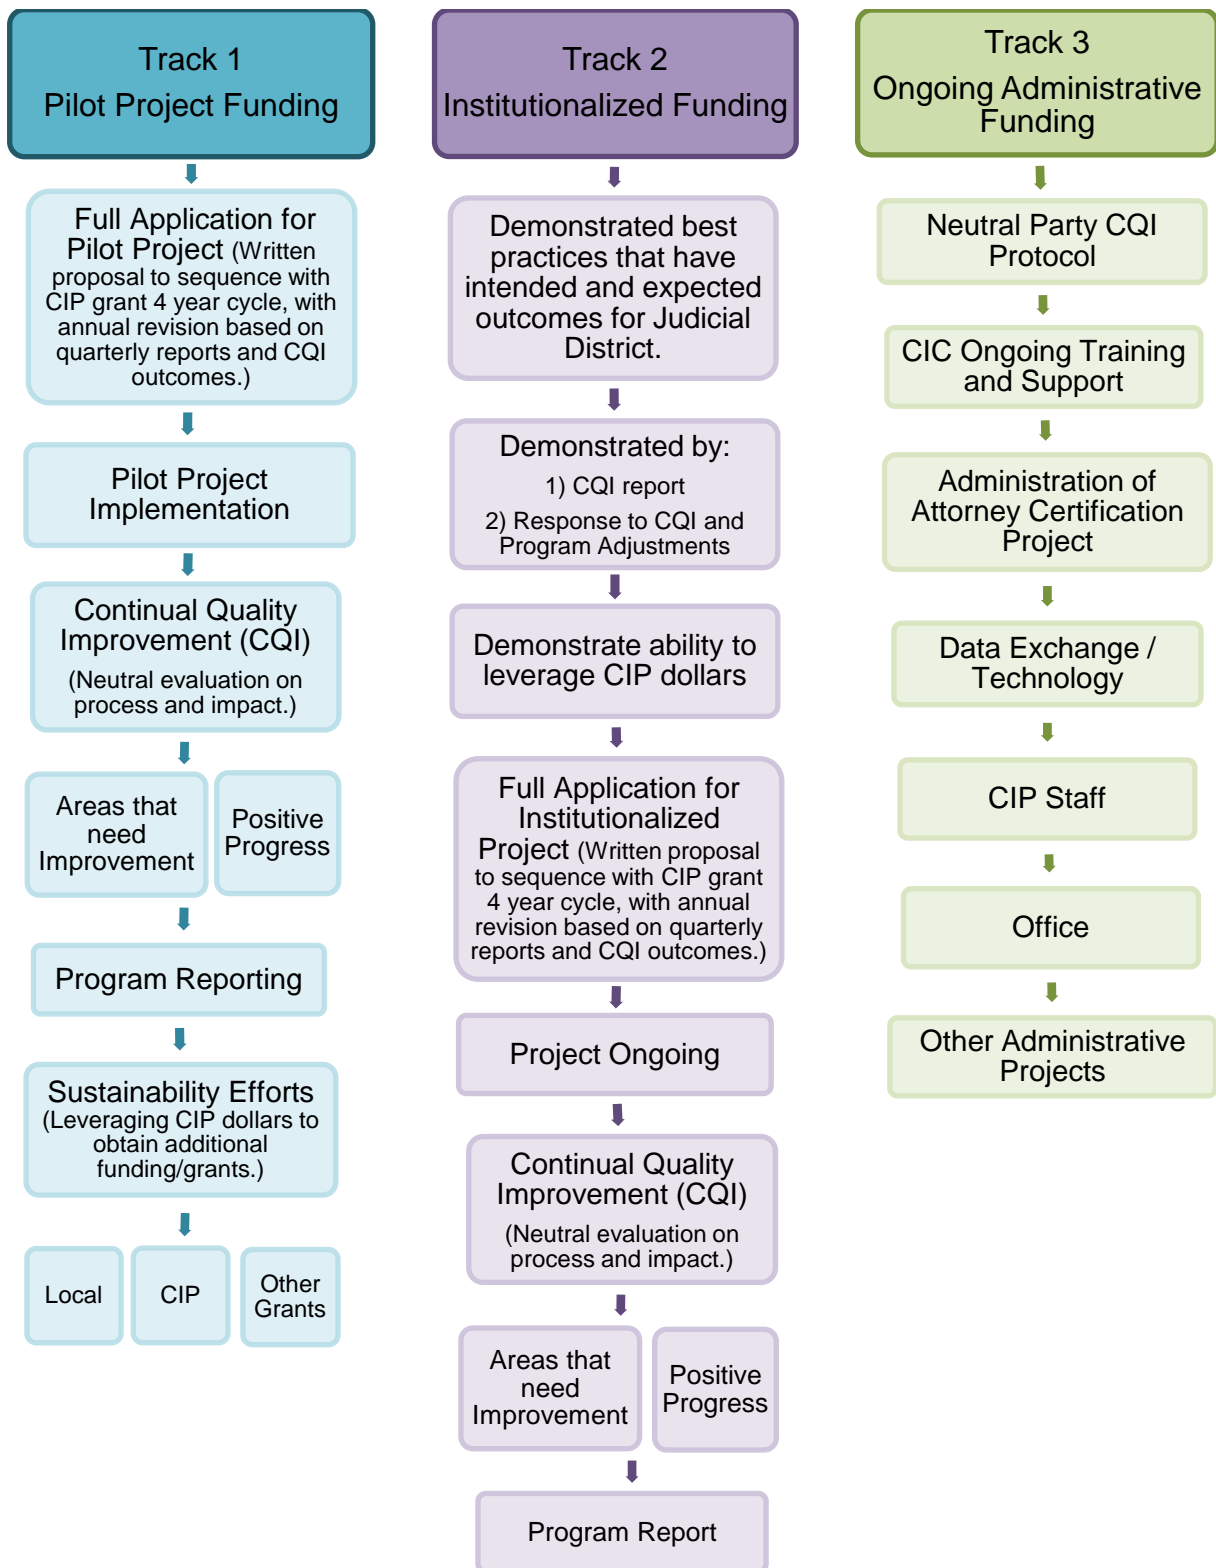 Track 1
Pilot Project Funding
Full Application for
Pilot Project (Written
proposal to sequence with
CIP grant 4 year cycle, with
annual revision based on
quarterly reports and CQI
outcomes.)
Pilot Project
Implementation
Continual Quality
Improvement (CQI)
(Neutral evaluation on
process and impact.)
Areas that
need
Improvement
Positive
Progress
Program Reporting
Sustainability Efforts
(Leveraging CIP dollars to
obtain additional
funding/grants.)
Local
CIP
Other
Grants
Track 2
Institutionalized Funding
Demonstrated best
practices that have
intended and expected
outcomes for Judicial
District.
Demonstrated by:
1) CQI report
2) Response to CQI and
Program Adjustments
Demonstrate ability to
leverage CIP dollars
Full Application for
Institutionalized
Project (Written proposal
to sequence with CIP grant
4 year cycle, with annual
revision based on quarterly
reports and CQI outcomes.)
Project Ongoing
Continual Quality
Improvement (CQI)
(Neutral evaluation on
process and impact.)
Areas that
need
Improvement
Positive
Progress
Program Report
Track 3
Ongoing Administrative
Funding
Neutral Party CQI
Protocol
CIC Ongoing Training
and Support
Administration of
Attorney Certification
Project
Data Exchange /
Technology
CIP Staff
Office
Other Administrative
Projects